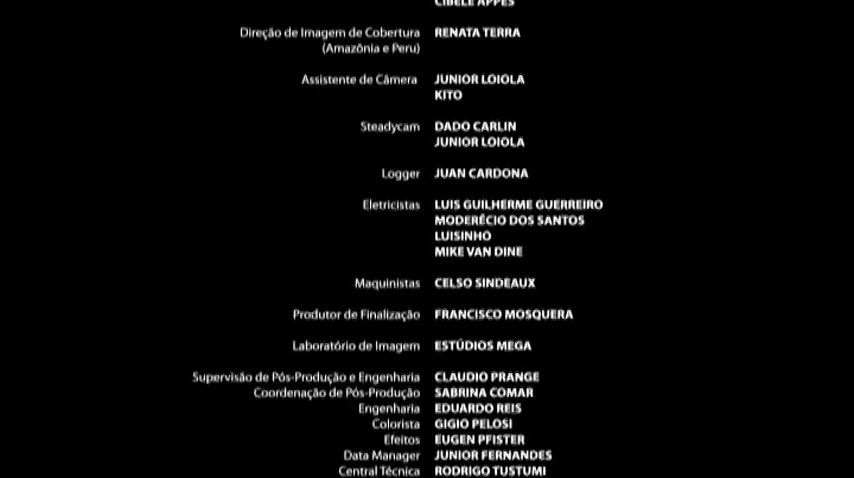 CIBELE APPES
Direção de Imagem de Cobertura RENATA TERRA
(Amazônia e Peru)
Assistente de Câmera JUNIOR LOIOLA
KITO
Steadycam DADO CARLIN
JUNIOR LOIOLA
Logger JUAN CARDONA
Eletricistas LUIS GUILHERME GUERREIRO
MODERÉCIO DOS SANTOS
LUISINHO
MIKE VAN DINE
Maquinistas CELSO SINDEAUX
Produtor de Finalização FRANCISCO MOSQUERA
Laboratório de Imagem ESTÚDIOS MEGA
Supervisão de Pós-Produção e Engenharia CLAUDIO PRANGE
Coordenação de Pós-Produção SABRINA COMAR
Engenharia EDUARDO REIS
Colorista GIGIO PELOSI
Efeitos EUGEN PFISTER
Data Manager JUNIOR FERNANDES
Central Técnica RODRIGO TUSTUMI